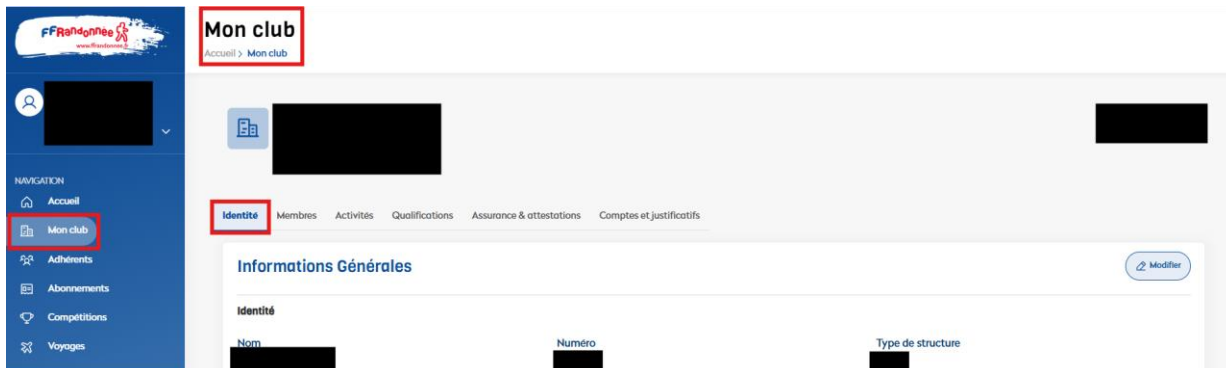 FFRandonnée
www.ffrandonnee.fr
Mon club
Accueil > Mon club
NAVIGATION
Accueil
Mon club
Adhérents
Abonnements
Compétitions
Voyages
Identité Membres Activités Qualifications Assurance & attestations Comptes et justificatifs
Informations Générales
Modifier
Identité
Nom Numéro Type de structure